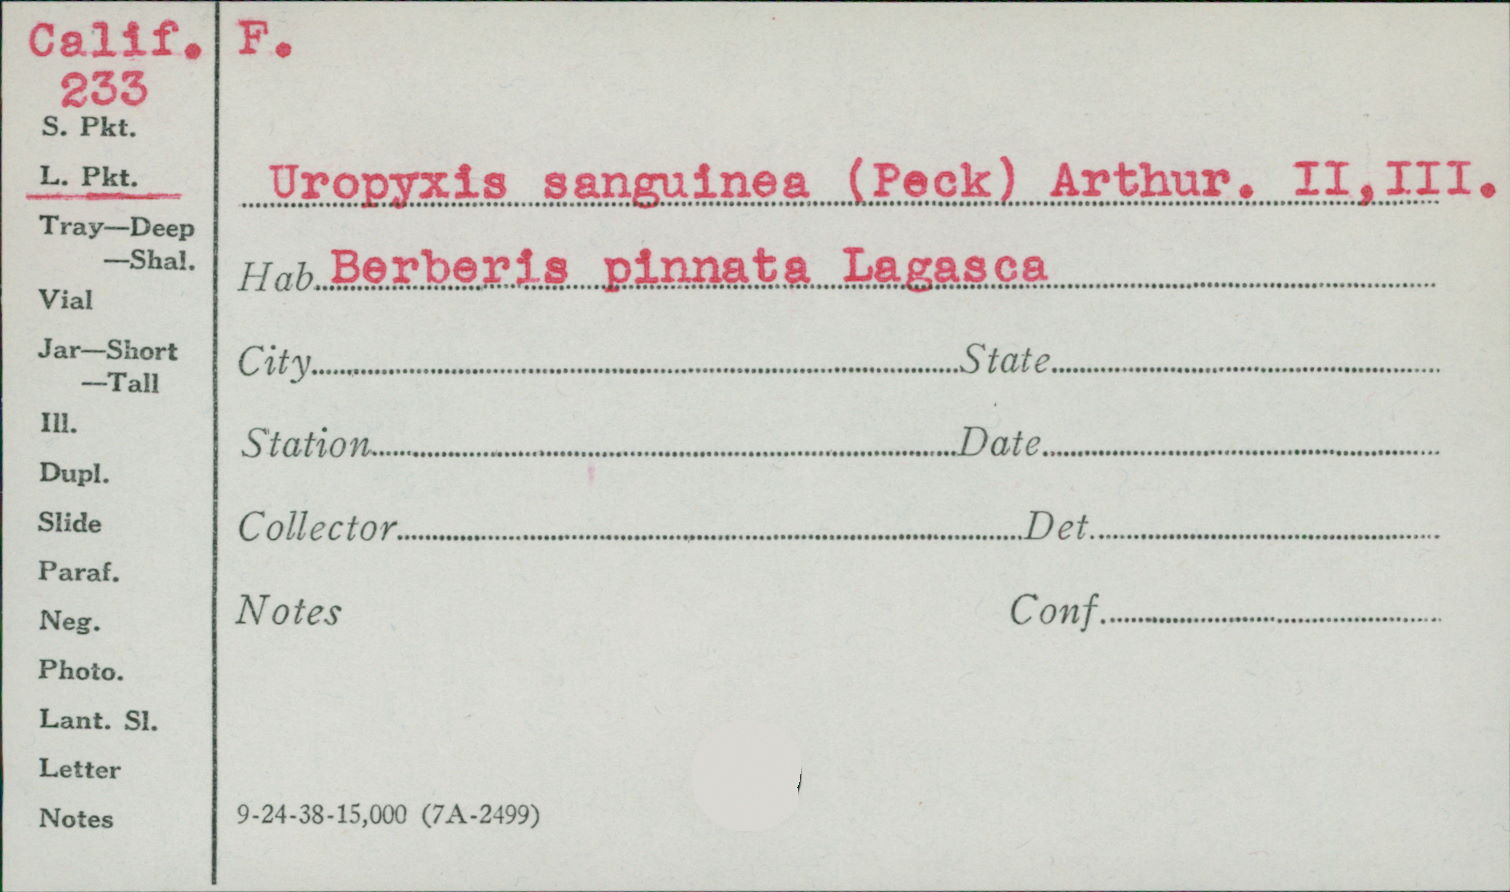 Calif. F.
233
S. Pkt.
L. Pkt.
Uropyxis sanguinea (Peck) Arthur. II,III.
Tray—Deep
—Shal.
Hab. Berberis pinnata Lagasca
Vial
Jar—Short
—Tall
City State
Ill.
Station Date
Dupl.
Slide
Collector Det.
Paraf.
Neg.
Notes Conf.
Photo.
Lant. Sl.
Letter
Notes
9-24-38-15,000 (7A-2499)